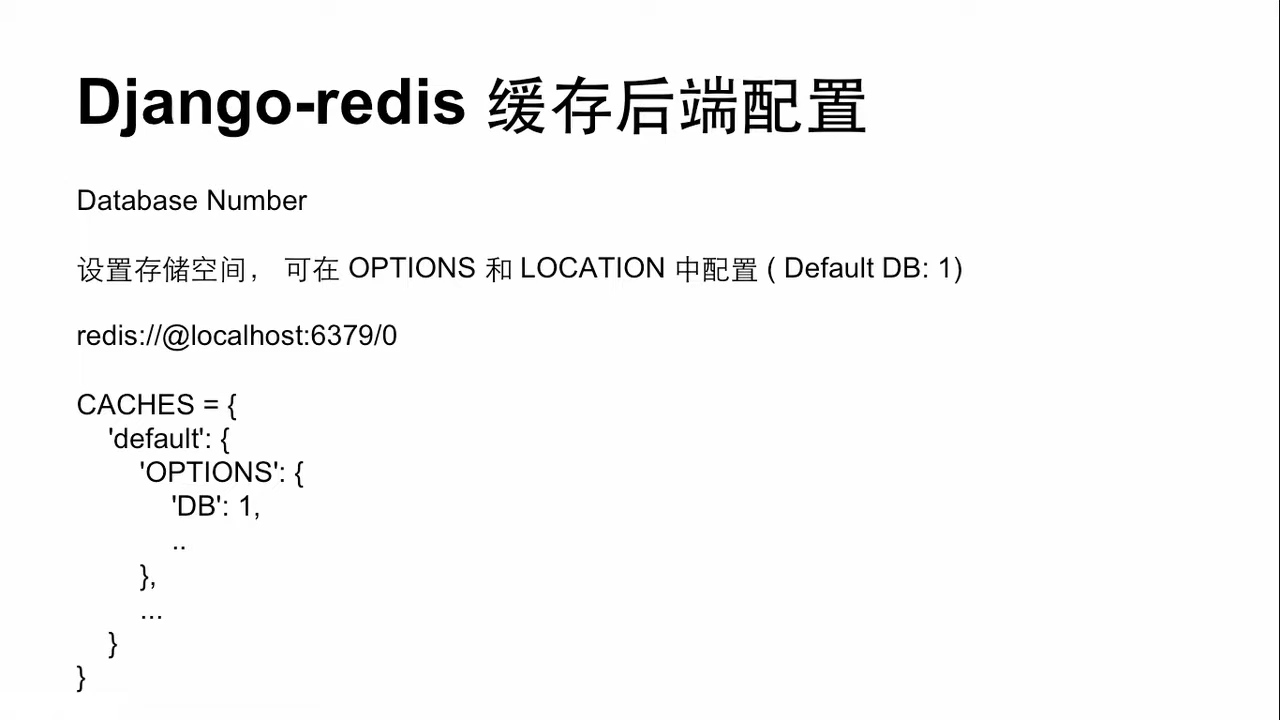 Django-redis 缓存后端配置
Database Number
设置存储空间， 可在 OPTIONS 和 LOCATION 中配置 ( Default DB: 1)
redis://@localhost:6379/0
CACHES = {
    'default': {
        'OPTIONS': {
            'DB': 1,
            ..
        },
        ...
    }
}